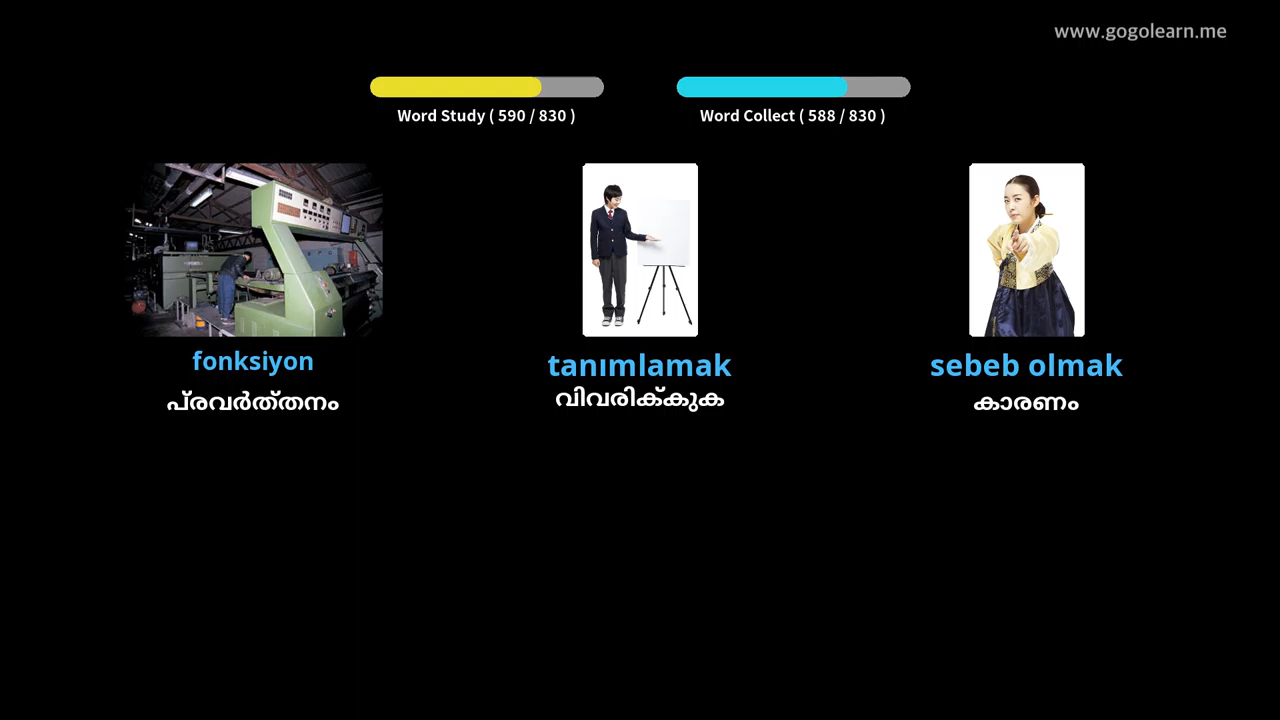 www.gogolearn.me
Word Study ( 590 / 830 )
Word Collect ( 588 / 830 )
fonksiyon
tanımlamak
sebeb olmak
പ്രവർത്തനം
വിവരിക്കുക
കാരണം